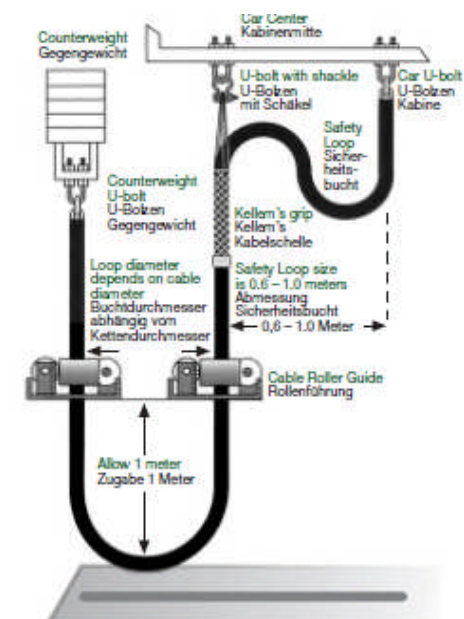 Counterweight
Gegengewicht
Car Center
Kabinenmitte
U-bolt with shackle
U-Bolzen
mit Schäkel
Car U-bolt
U-Bolzen
Kabine
Safety
Loop
Sicher-
heits-
bucht
Counterweight
U-bolt
U-Bolzen
Gegengewicht
Kellem's grip
Kellem's
Kabelschelle
Loop diameter
depends on cable
diameter
Buchtdurchmesser
abhängig vom
Kettendurchmesser
Safety Loop size
is 0.6 – 1.0 meters
Abmessung
Sicherheitsbucht
0,6 – 1.0 Meter
Cable Roller Guide
Rollenführung
Allow 1 meter
Zugabe 1 Meter